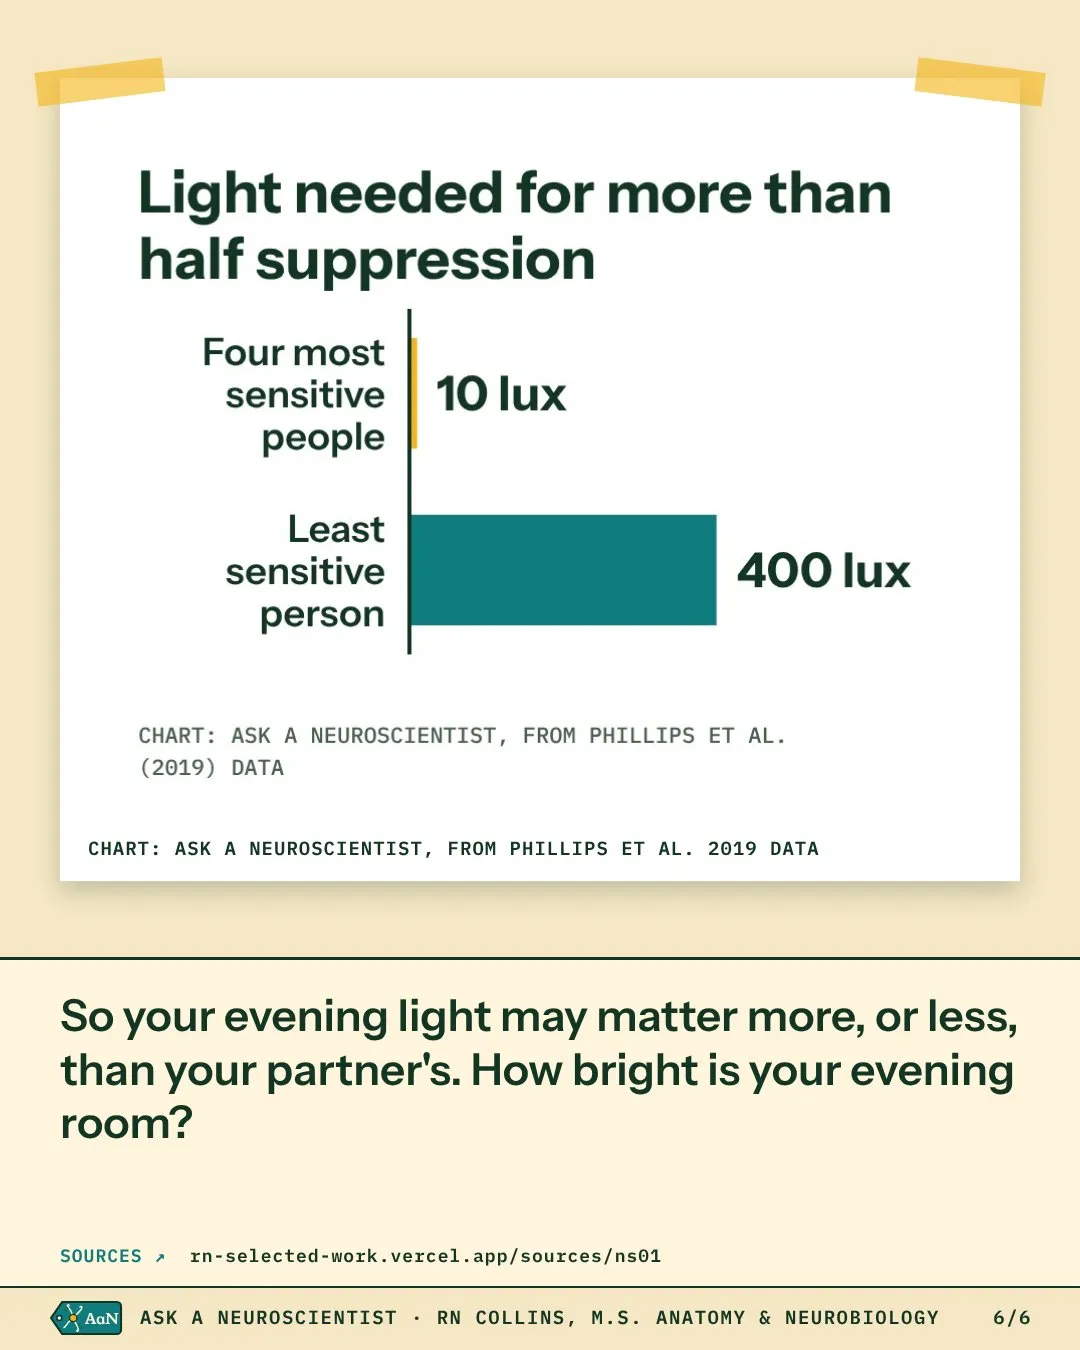 Light needed for more than
half suppression
Four most
sensitive
people
10 lux
Least
sensitive
person
400 lux
CHART: ASK A NEUROSCIENTIST, FROM PHILLIPS ET AL.
(2019) DATA
CHART: ASK A NEUROSCIENTIST, FROM PHILLIPS ET AL. 2019 DATA
So your evening light may matter more, or less,
than your partner's. How bright is your evening
room?
SOURCES ↗ rn-selected-work.vercel.app/sources/ns01
AaN ASK A NEUROSCIENTIST · RN COLLINS, M.S. ANATOMY & NEUROBIOLOGY 6/6